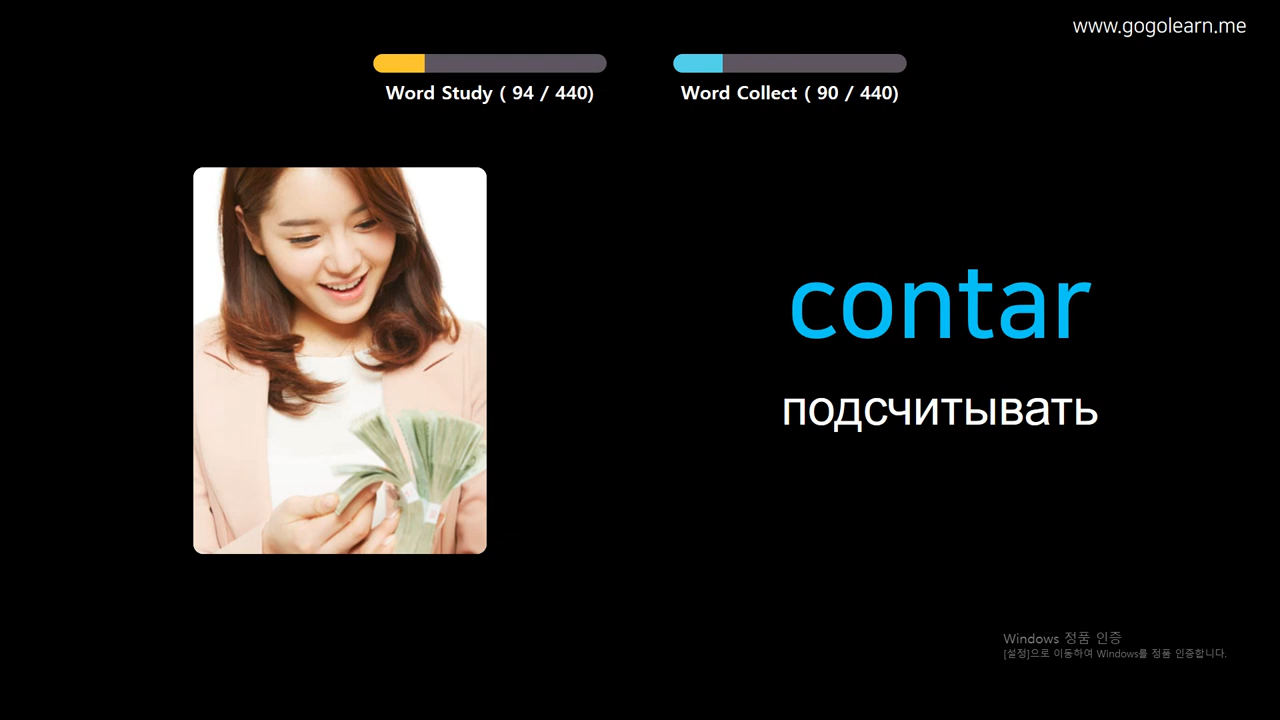 www.gogolearn.me
Word Study ( 94 / 440)
Word Collect ( 90 / 440)
contar
подсчитывать
Windows 정품 인증
[설정]으로 이동하여 Windows를 정품 인증합니다.